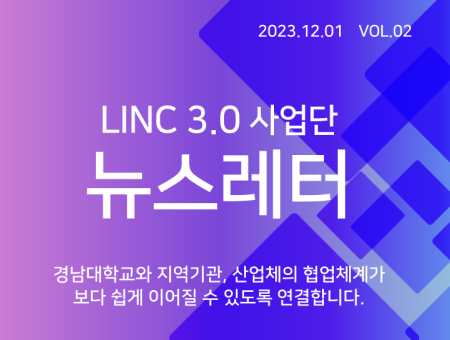 2023.12.01 VOL.02
LINC 3.0 사업단
뉴스레터
경남대학교와 지역기관, 산업체의 협업체계가
보다 쉽게 이어질 수 있도록 연결합니다.